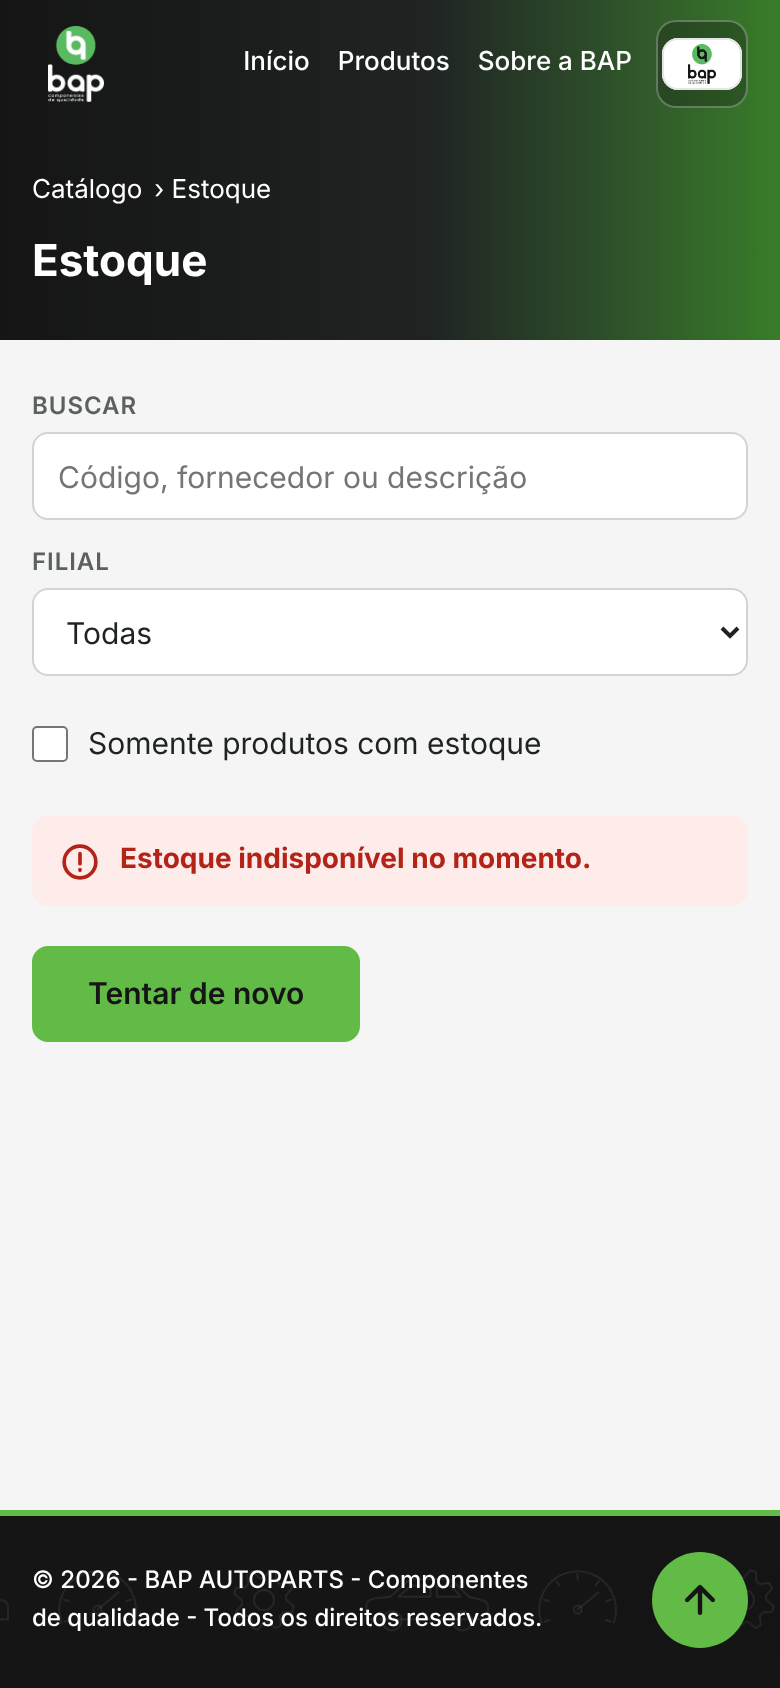 bap
Início Produtos Sobre a BAP
bap
Catálogo › Estoque
Estoque
BUSCAR
Código, fornecedor ou descrição
FILIAL
Todas
Somente produtos com estoque
Estoque indisponível no momento.
Tentar de novo
© 2026 - BAP AUTOPARTS - Componentes
de qualidade - Todos os direitos reservados.